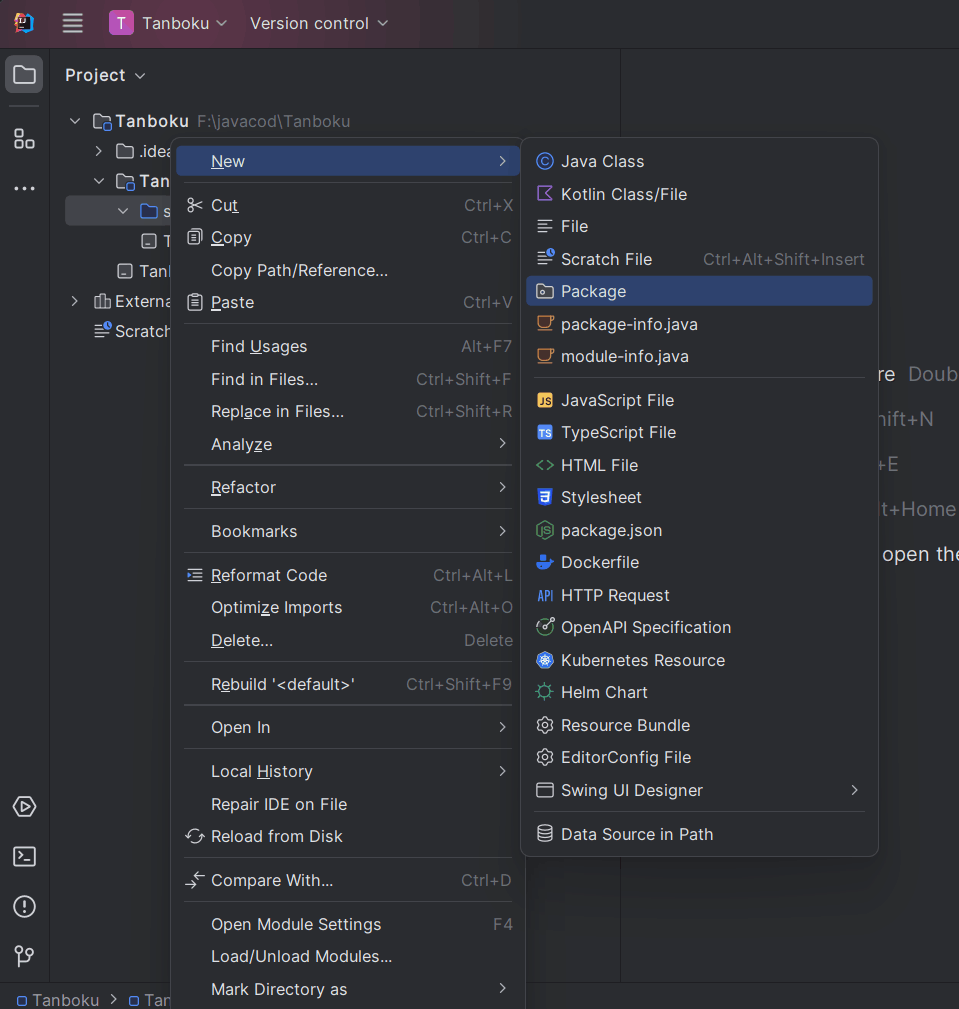 T Tanboku Version control
Project
Tanboku F:\javacod\Tanboku
.idea
Tan
s
T
Tanl
Externa
Scratch
New
Cut Ctrl+X
Copy Ctrl+C
Copy Path/Reference...
Paste Ctrl+V
Find Usages Alt+F7
Find in Files... Ctrl+Shift+F
Replace in Files... Ctrl+Shift+R
Analyze
Refactor
Bookmarks
Reformat Code Ctrl+Alt+L
Optimize Imports Ctrl+Alt+O
Delete... Delete
Rebuild '<default>' Ctrl+Shift+F9
Open In
Local History
Repair IDE on File
Reload from Disk
Compare With... Ctrl+D
Open Module Settings F4
Load/Unload Modules...
Mark Directory as
Java Class
Kotlin Class/File
File
Scratch File Ctrl+Alt+Shift+Insert
Package
package-info.java
module-info.java
JS JavaScript File
TS TypeScript File
HTML File
Stylesheet
package.json
Dockerfile
API HTTP Request
OpenAPI Specification
Kubernetes Resource
Helm Chart
Resource Bundle
EditorConfig File
Swing UI Designer
Data Source in Path
re Doub
hift+N
+E
lt+Home
open the
Tanboku > Tan